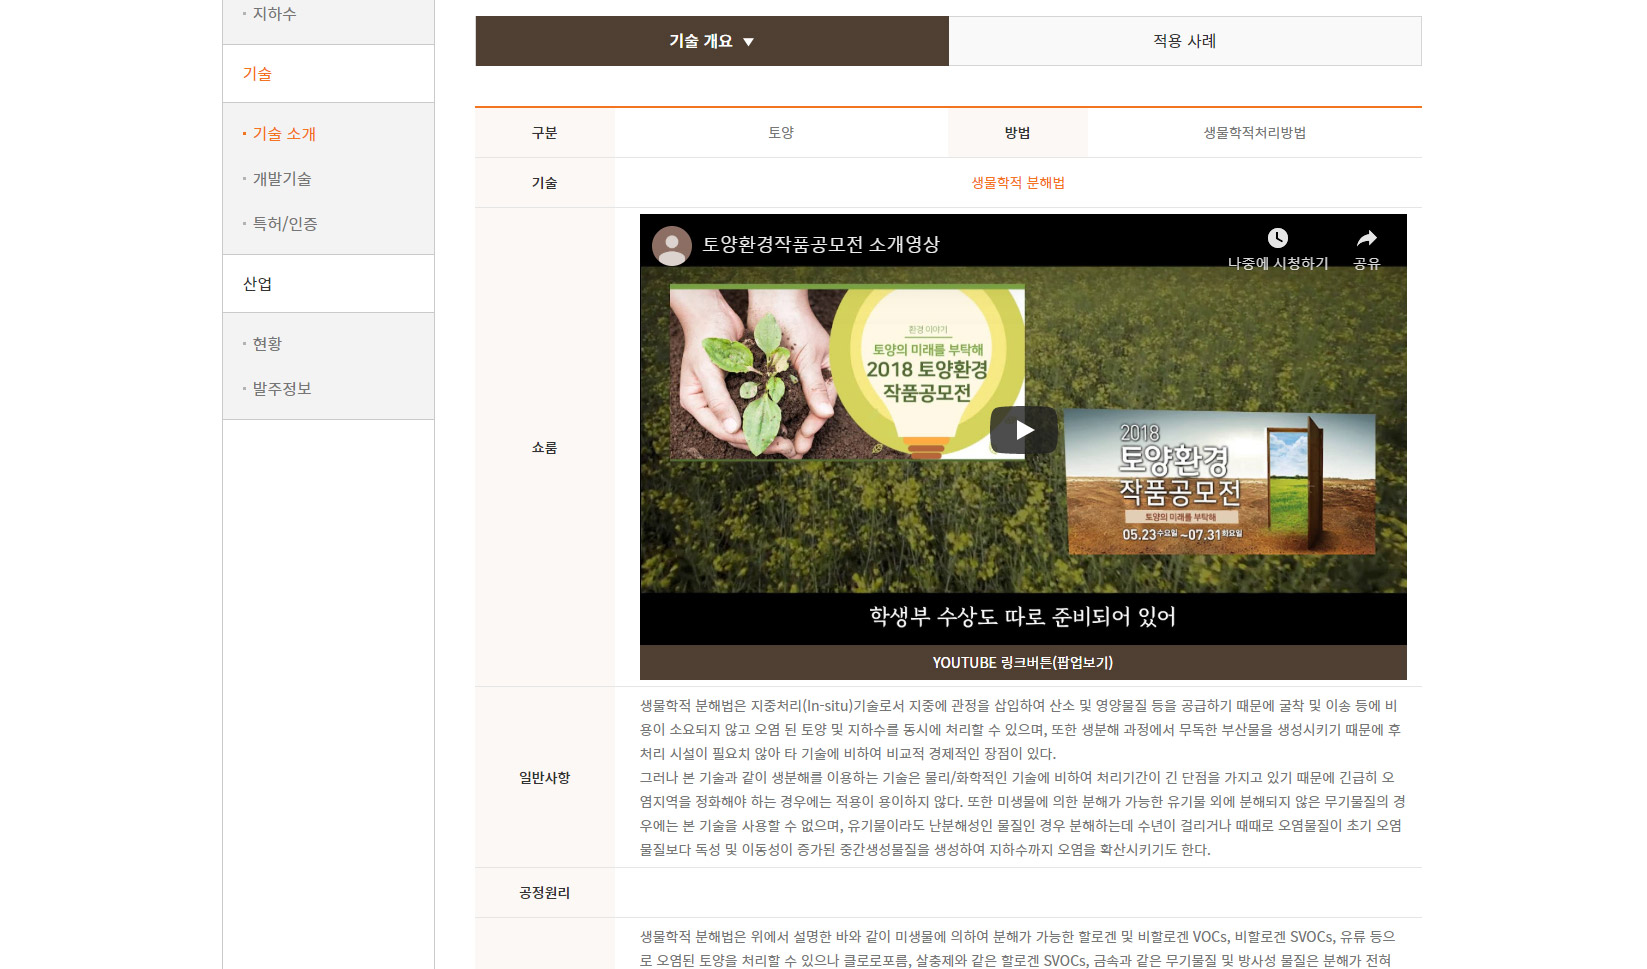 지하수
기술
기술 소개
개발기술
특허/인증
산업
현황
발주정보
기술 개요 ▼
적용 사례
구분
토양
방법
생물학적처리방법
기술
생물학적 분해법
쇼룸
토양환경작품공모전 소개영상
나중에 시청하기
공유
환경 이야기
토양의 미래를 부탁해
2018 토양환경
작품공모전
2018
토양환경
작품공모전
토양의 미래를 부탁해
05.23수요일 ~07.31화요일
학생부 수상도 따로 준비되어 있어
YOUTUBE 링크버튼(팝업보기)
일반사항
생물학적 분해법은 지중처리(In-situ)기술로서 지중에 관정을 삽입하여 산소 및 영양물질 등을 공급하기 때문에 굴착 및 이송 등에 비
용이 소요되지 않고 오염 된 토양 및 지하수를 동시에 처리할 수 있으며, 또한 생분해 과정에서 무독한 부산물을 생성시키기 때문에 후
처리 시설이 필요치 않아 타 기술에 비하여 비교적 경제적인 장점이 있다.
그러나 본 기술과 같이 생분해를 이용하는 기술은 물리/화학적인 기술에 비하여 처리기간이 긴 단점을 가지고 있기 때문에 긴급히 오
염지역을 정화해야 하는 경우에는 적용이 용이하지 않다. 또한 미생물에 의한 분해가 가능한 유기물 외에 분해되지 않은 무기물질의 경
우에는 본 기술을 사용할 수 없으며, 유기물이라도 난분해성인 물질인 경우 분해하는데 수년이 걸리거나 때때로 오염물질이 초기 오염
물질보다 독성 및 이동성이 증가된 중간생성물질을 생성하여 지하수까지 오염을 확산시키기도 한다.
공정원리
생물학적 분해법은 위에서 설명한 바와 같이 미생물에 의하여 분해가 가능한 할로겐 및 비할로겐 VOCs, 비할로겐 SVOCs, 유류 등으
로 오염된 토양을 처리할 수 있으나 클로로포름, 살충제와 같은 할로겐 SVOCs, 금속과 같은 무기물질 및 방사성 물질은 분해가 전혀